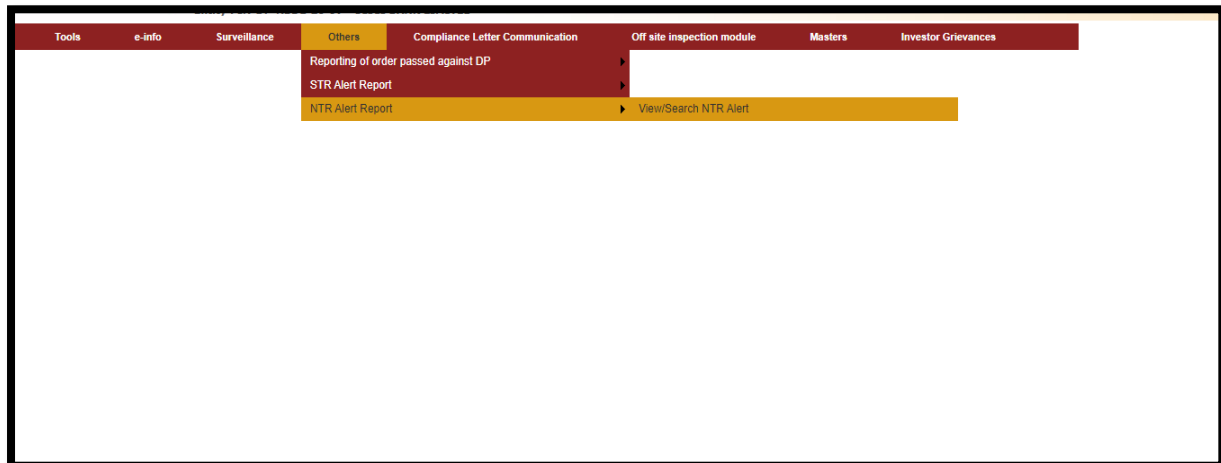 Tools e-info Surveillance Others Compliance Letter Communication Off site inspection module Masters Investor Grievances
Reporting of order passed against DP
STR Alert Report
NTR Alert Report View/Search NTR Alert